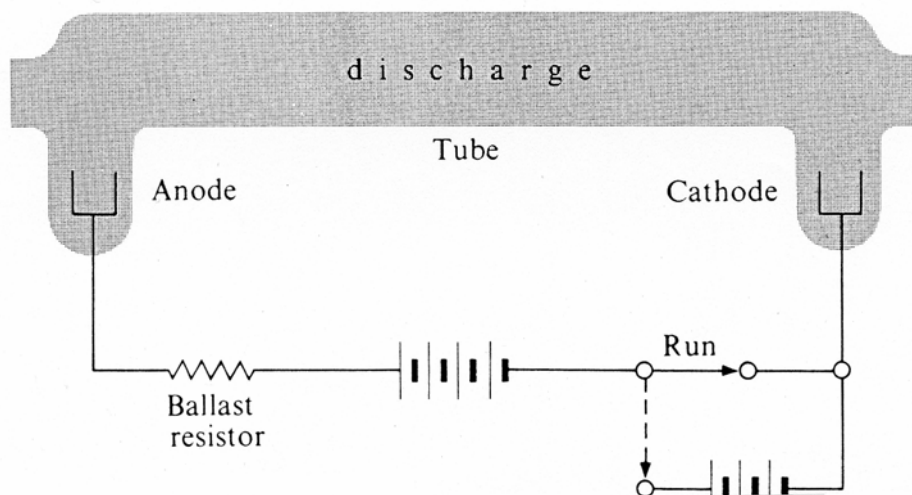 discharge
Tube
Anode
Cathode
Run
Ballast
resistor